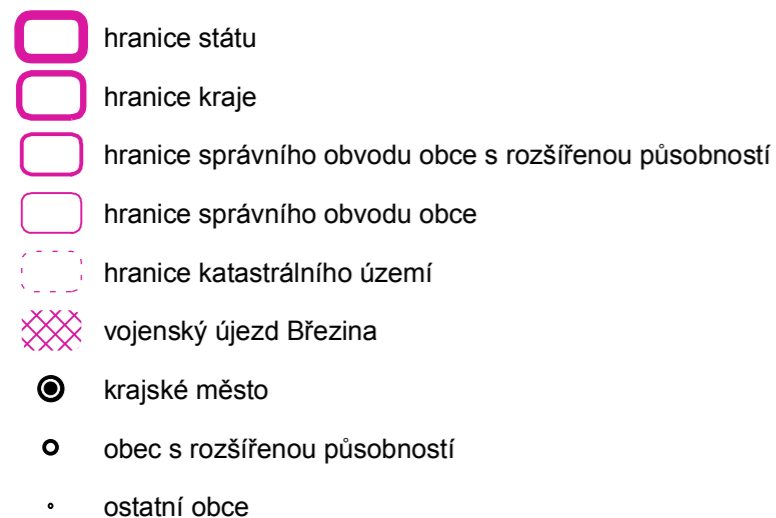 hranice státu
hranice kraje
hranice správního obvodu obce s rozšířenou působností
hranice správního obvodu obce
hranice katastrálního území
vojenský újezd Březina
krajské město
obec s rozšířenou působností
ostatní obce